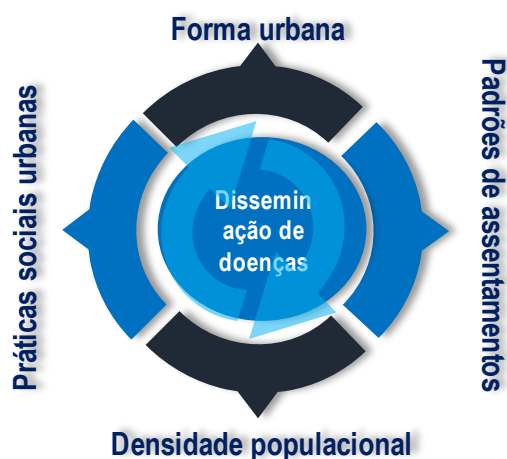 Forma urbana
Práticas sociais urbanas
Padrões de assentamentos
Dissemin
ação de
doenças
Densidade populacional